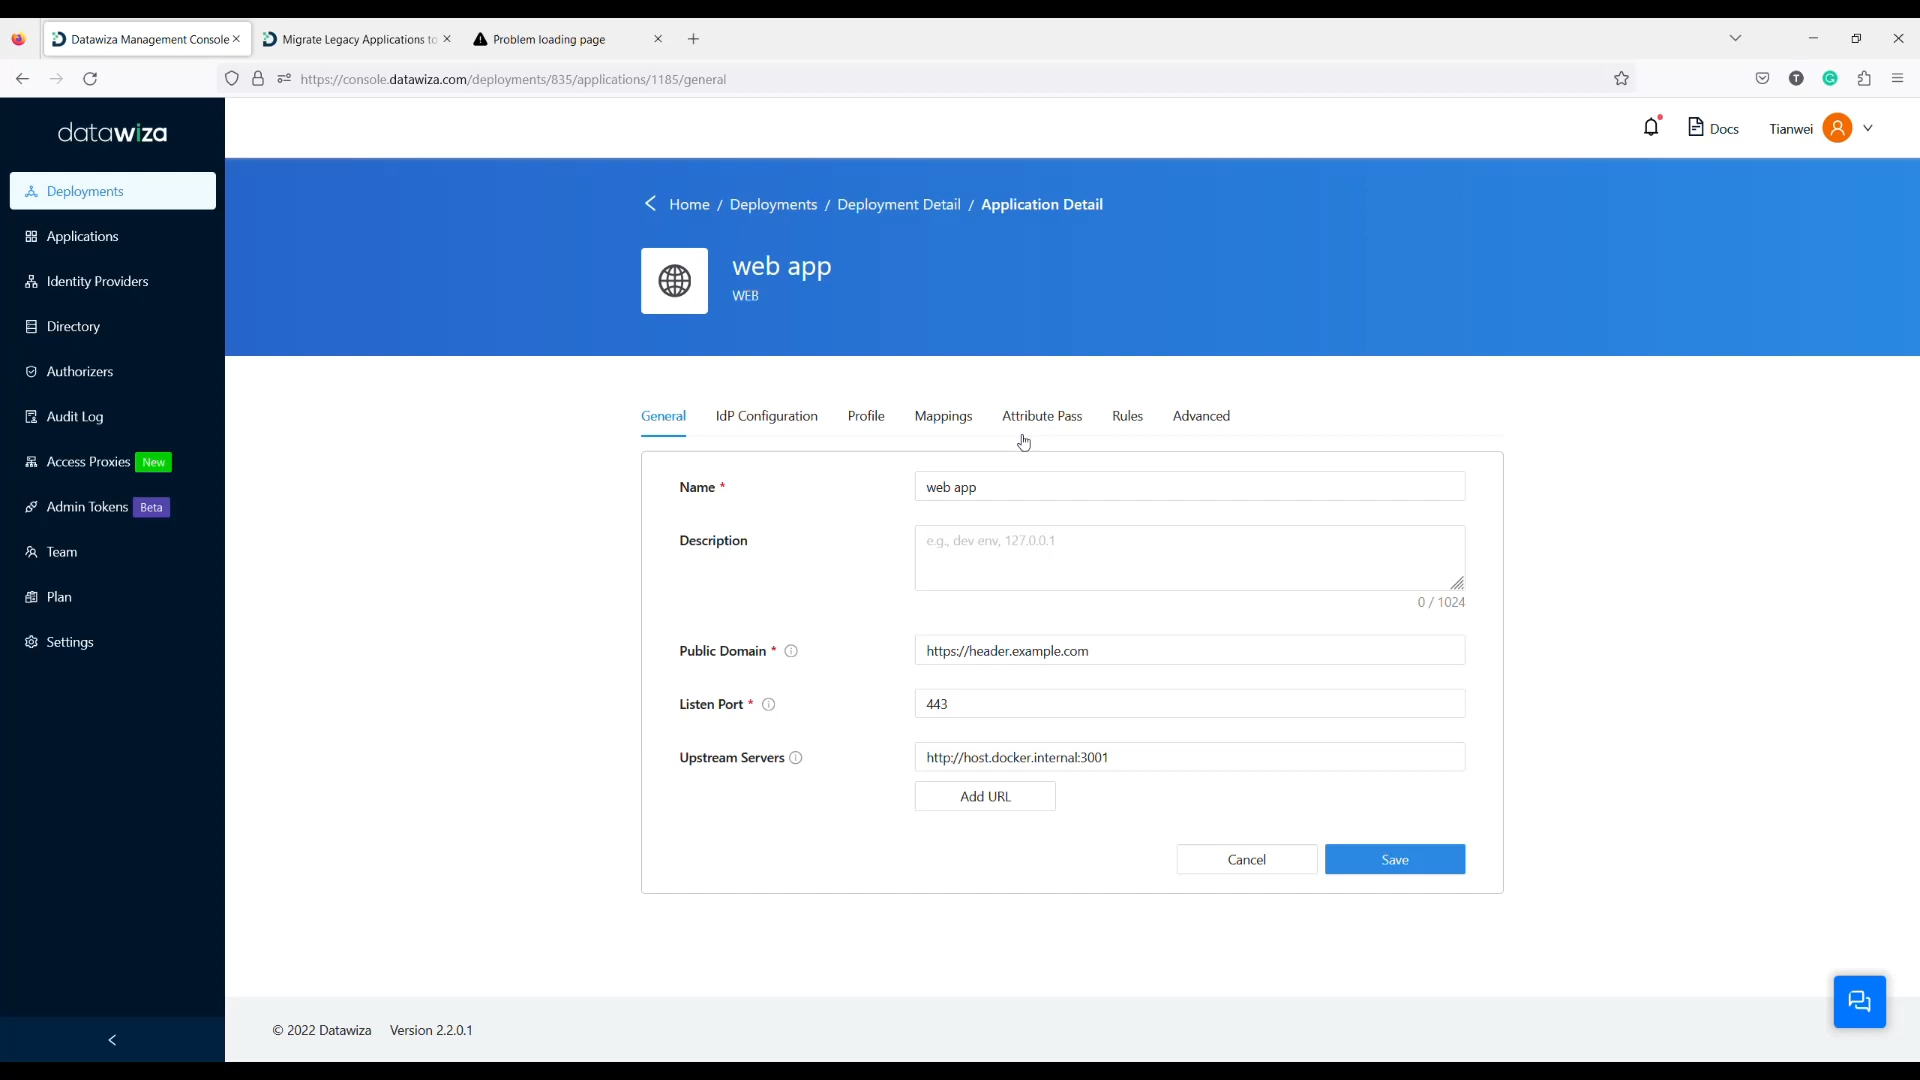 Datawiza Management Console
Migrate Legacy Applications to
Problem loading page
https://console.datawiza.com/deployments/835/applications/1185/general
T
G
datawiza
Docs
Tianwei
Deployments
Applications
Identity Providers
Directory
Authorizers
Audit Log
Access Proxies New
Admin Tokens Beta
Team
Plan
Settings
Home / Deployments / Deployment Detail / Application Detail
web app
WEB
General IdP Configuration Profile Mappings Attribute Pass Rules Advanced
Name * web app
Description e.g., dev env, 127.0.0.1
0 / 1024
Public Domain * https://header.example.com
Listen Port * 443
Upstream Servers http://host.docker.internal:3001
Add URL
Cancel Save
© 2022 Datawiza Version 2.2.0.1